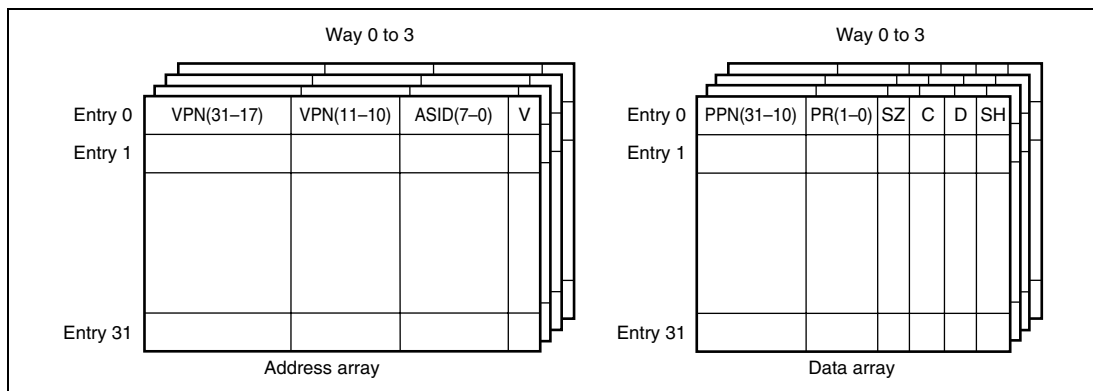 Way 0 to 3
Entry 0 VPN(31–17) VPN(11–10) ASID(7–0) V
Entry 1
Entry 31
Address array
Way 0 to 3
Entry 0 PPN(31–10) PR(1–0) SZ C D SH
Entry 1
Entry 31
Data array